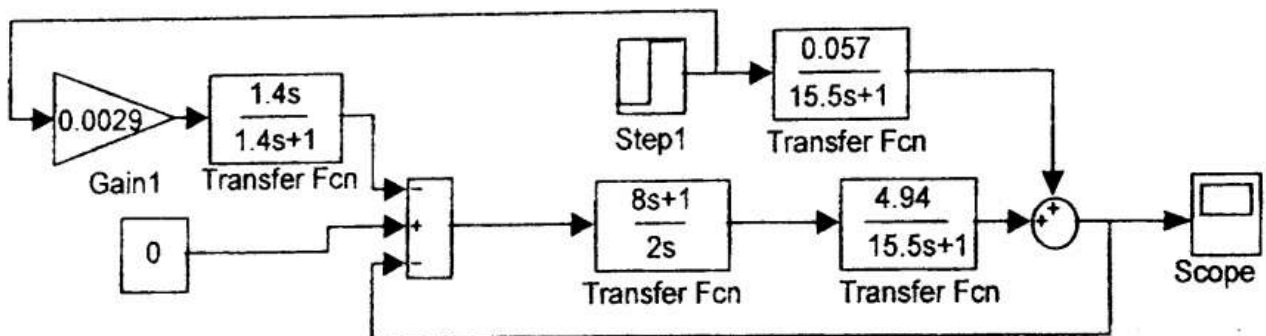 0.0029
Gain1
1.4s
1.4s+1
Transfer Fcn
Step1
0.057
15.5s+1
Transfer Fcn
0
−
+
−
8s+1
2s
Transfer Fcn
4.94
15.5s+1
Transfer Fcn
+
+
Scope